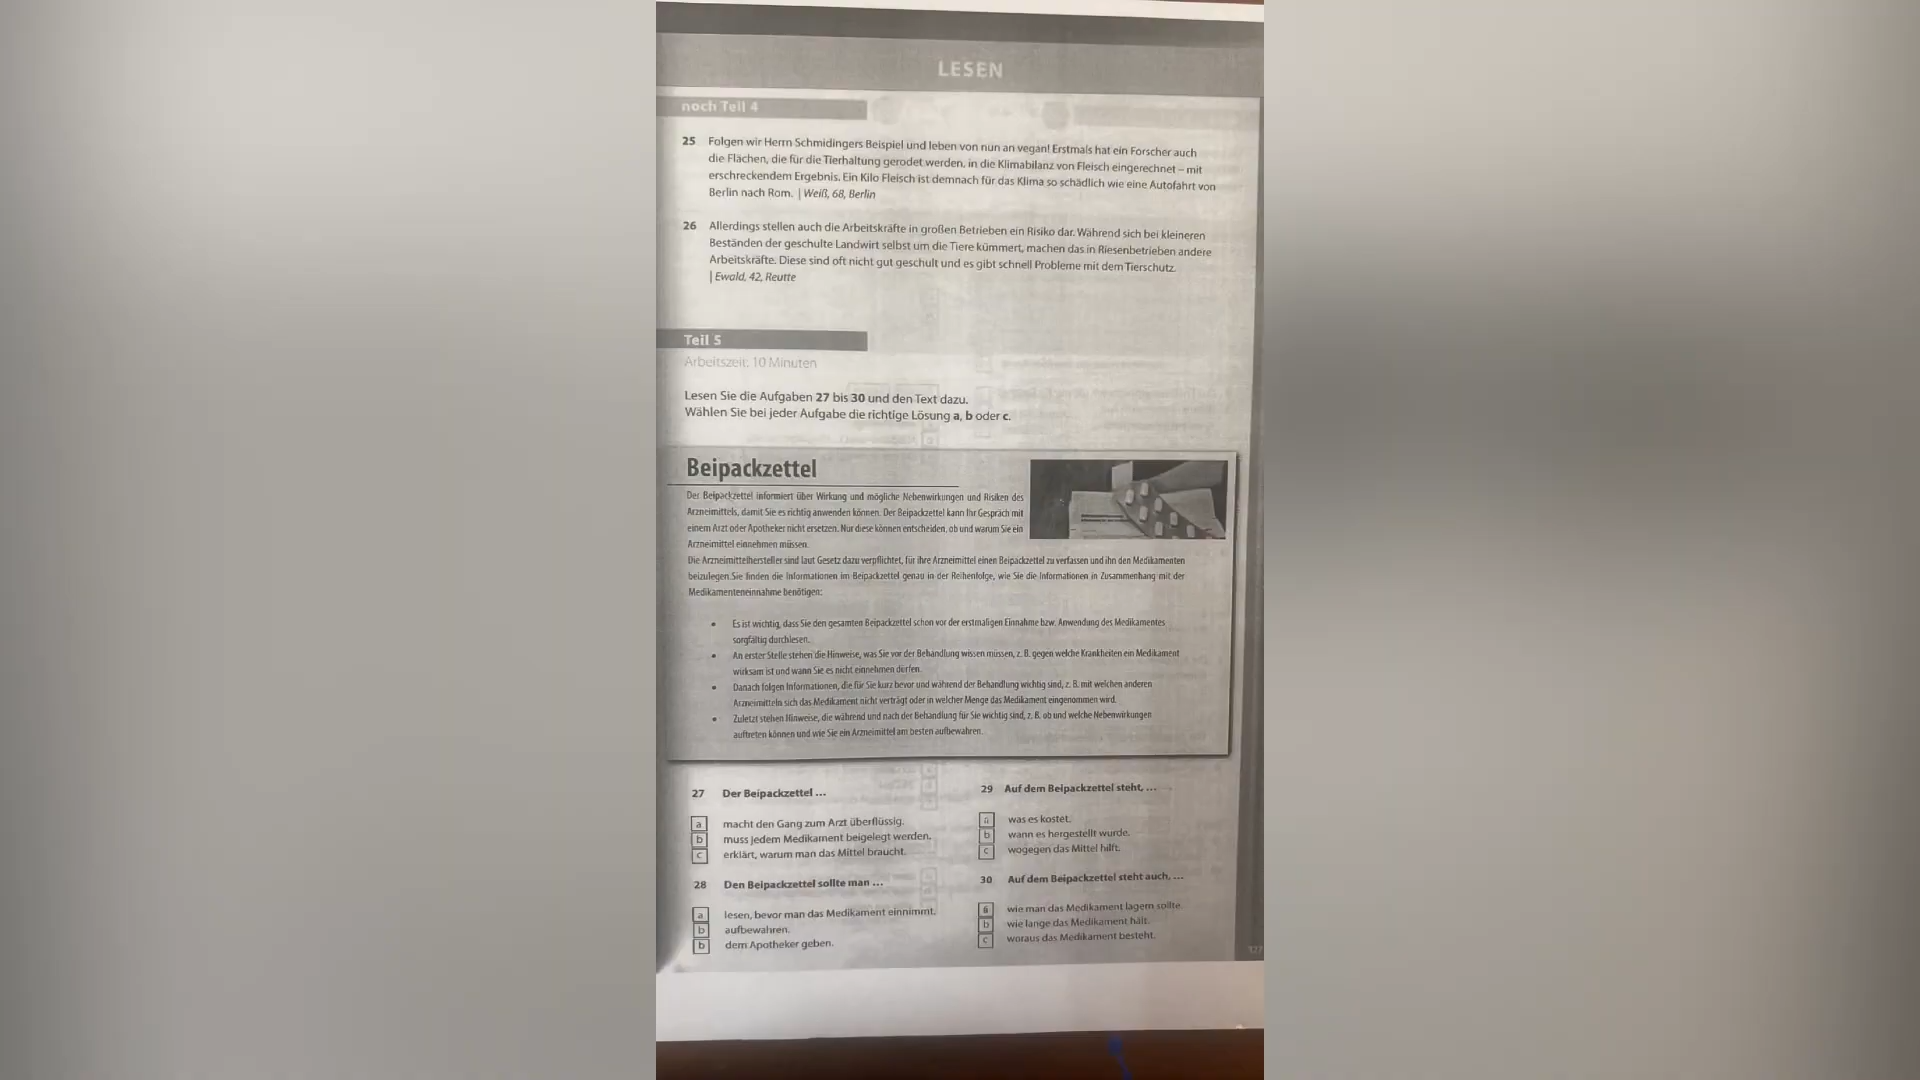 LESEN
noch Teil 4
25 Folgen wir Herrn Schmidingers Beispiel und leben von nun an vegan! Erstmals hat ein Forscher auch
die Flächen, die für die Tierhaltung gerodet werden, in die Klimabilanz von Fleisch eingerechnet – mit
erschreckendem Ergebnis. Ein Kilo Fleisch ist demnach für das Klima so schädlich wie eine Autofahrt von
Berlin nach Rom. | Weiß, 68, Berlin
26 Allerdings stellen auch die Arbeitskräfte in großen Betrieben ein Risiko dar. Während sich bei kleineren
Beständen der geschulte Landwirt selbst um die Tiere kümmert, machen das in Riesenbetrieben andere
Arbeitskräfte. Diese sind oft nicht gut geschult und es gibt schnell Probleme mit dem Tierschutz.
| Ewald, 42, Reutte
Teil 5
Arbeitszeit: 10 Minuten
Lesen Sie die Aufgaben 27 bis 30 und den Text dazu.
Wählen Sie bei jeder Aufgabe die richtige Lösung a, b oder c.
Beipackzettel
Der Beipackzettel informiert über Wirkung und mögliche Nebenwirkungen und Risiken des
Arzneimittels, damit Sie es richtig anwenden können. Der Beipackzettel kann Ihr Gespräch mit
einem Arzt oder Apotheker nicht ersetzen. Nur diese können entscheiden, ob und warum Sie ein
Arzneimittel einnehmen müssen.
Die Arzneimittelhersteller sind laut Gesetz dazu verpflichtet, für ihre Arzneimittel einen Beipackzettel zu verfassen und ihn den Medikamenten
beizulegen. Sie finden die Informationen im Beipackzettel genau in der Reihenfolge, wie Sie die Informationen in Zusammenhang mit der
Medikamenteneinnahme benötigen:
• Es ist wichtig, dass Sie den gesamten Beipackzettel schon vor der erstmaligen Einnahme bzw. Anwendung des Medikamentes
sorgfältig durchlesen.
• An erster Stelle stehen die Hinweise, was Sie vor der Behandlung wissen müssen, z. B. gegen welche Krankheiten ein Medikament
wirksam ist und wann Sie es nicht einnehmen dürfen.
• Danach folgen Informationen, die für Sie kurz bevor und während der Behandlung wichtig sind, z. B. mit welchen anderen
Arzneimitteln sich das Medikament nicht verträgt oder in welcher Menge das Medikament eingenommen wird.
• Zuletzt stehen Hinweise, die während und nach der Behandlung für Sie wichtig sind, z. B. ob und welche Nebenwirkungen
auftreten können und wie Sie ein Arzneimittel am besten aufbewahren.
27 Der Beipackzettel ...
a macht den Gang zum Arzt überflüssig.
b muss jedem Medikament beigelegt werden.
c erklärt, warum man das Mittel braucht.
28 Den Beipackzettel sollte man ...
a lesen, bevor man das Medikament einnimmt.
b aufbewahren.
b dem Apotheker geben.
29 Auf dem Beipackzettel steht, ...
a was es kostet.
b wann es hergestellt wurde.
c wogegen das Mittel hilft.
30 Auf dem Beipackzettel steht auch, ...
a wie man das Medikament lagern sollte.
b wie lange das Medikament hält.
c woraus das Medikament besteht.
127